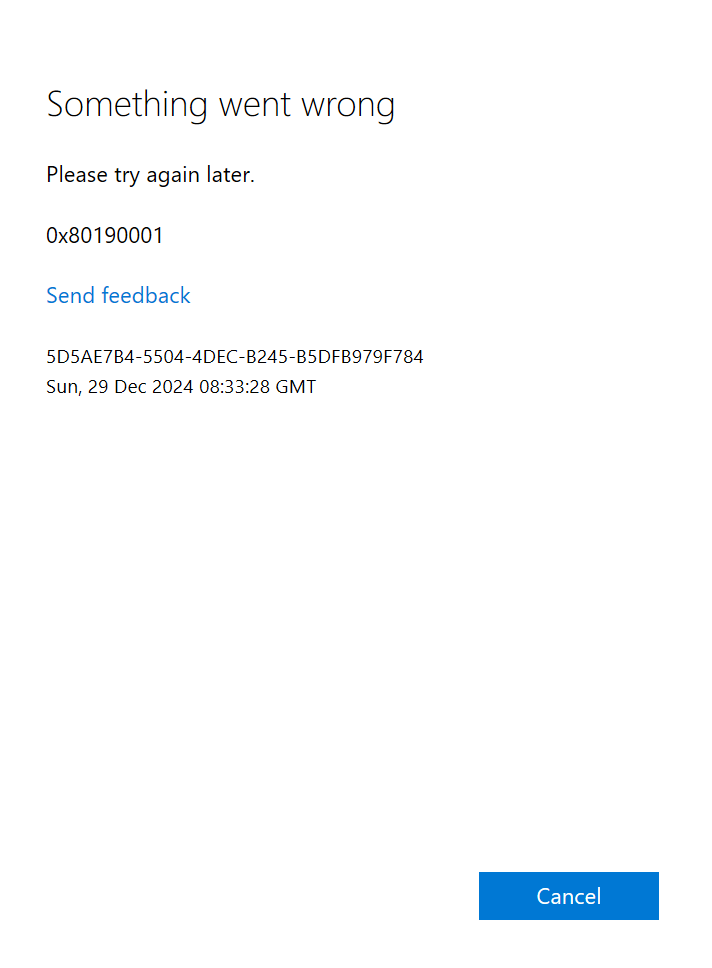 Something went wrong
Please try again later.
0x80190001
Send feedback
5D5AE7B4-5504-4DEC-B245-B5DFB979F784
Sun, 29 Dec 2024 08:33:28 GMT
Cancel